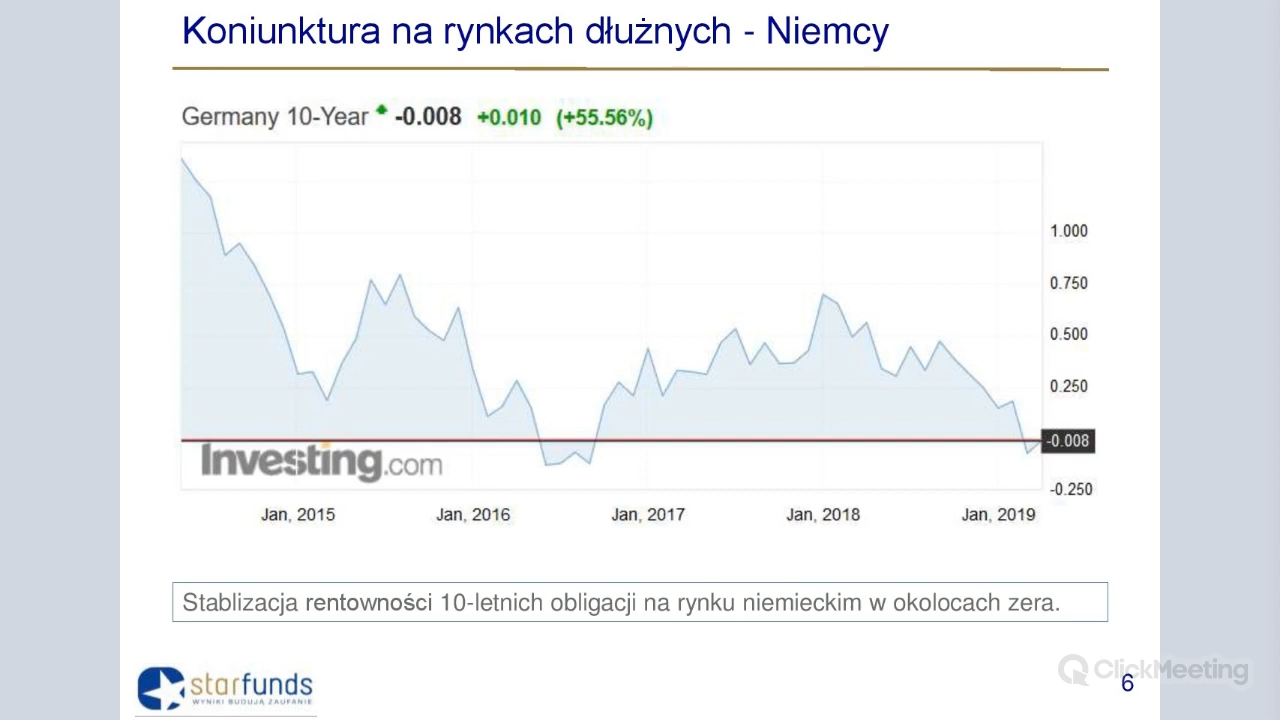 Koniunktura na rynkach dłużnych - Niemcy
Germany 10-Year -0.008 +0.010 (+55.56%)
1.000
0.750
0.500
0.250
-0.008
-0.250
Investing.com
Jan, 2015 Jan, 2016 Jan, 2017 Jan, 2018 Jan, 2019
Stablizacja rentowności 10-letnich obligacji na rynku niemieckim w okolocach zera.
starfunds
WYNIKI BUDUJĄ ZAUFANIE
ClickMeeting
6